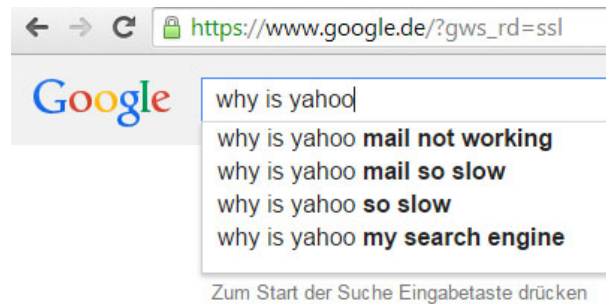 https://www.google.de/?gws_rd=ssl
Google why is yahoo
why is yahoo mail not working
why is yahoo mail so slow
why is yahoo so slow
why is yahoo my search engine
Zum Start der Suche Eingabetaste drücken